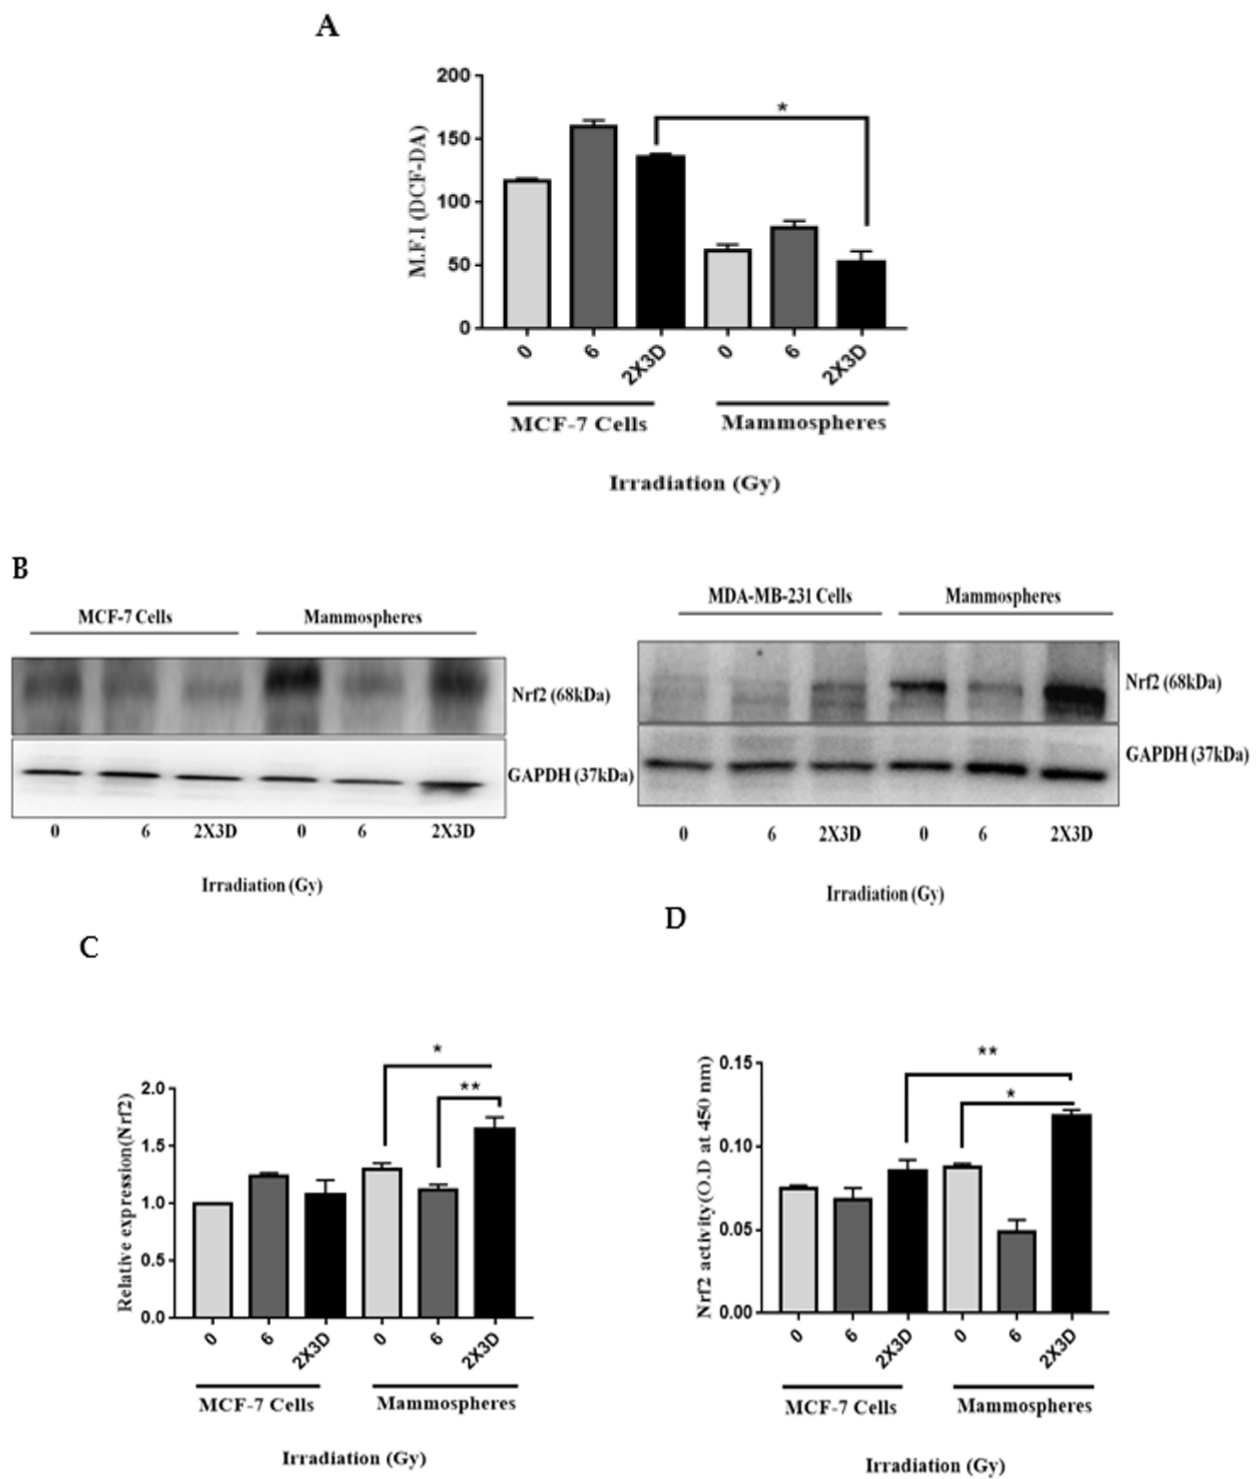 A
200
150
100
50
0
M.F.I (DCF-DA)
*
0 6 2X3D 0 6 2X3D
MCF-7 Cells Mammospheres
Irradiation (Gy)
B
MCF-7 Cells Mammospheres
Nrf2 (68kDa)
GAPDH (37kDa)
0 6 2X3D 0 6 2X3D
Irradiation (Gy)
MDA-MB-231 Cells Mammospheres
Nrf2 (68kDa)
GAPDH (37kDa)
0 6 2X3D 0 6 2X3D
Irradiation (Gy)
C
2.0
1.5
1.0
0.5
0.0
Relative expression(Nrf2)
*
**
0 6 2X3D 0 6 2X3D
MCF-7 Cells Mammospheres
Irradiation (Gy)
D
0.15
0.10
0.05
0.00
Nrf2 activity(O.D at 450 nm)
**
*
0 6 2X3D 0 6 2X3D
MCF-7 Cells Mammospheres
Irradiation (Gy)